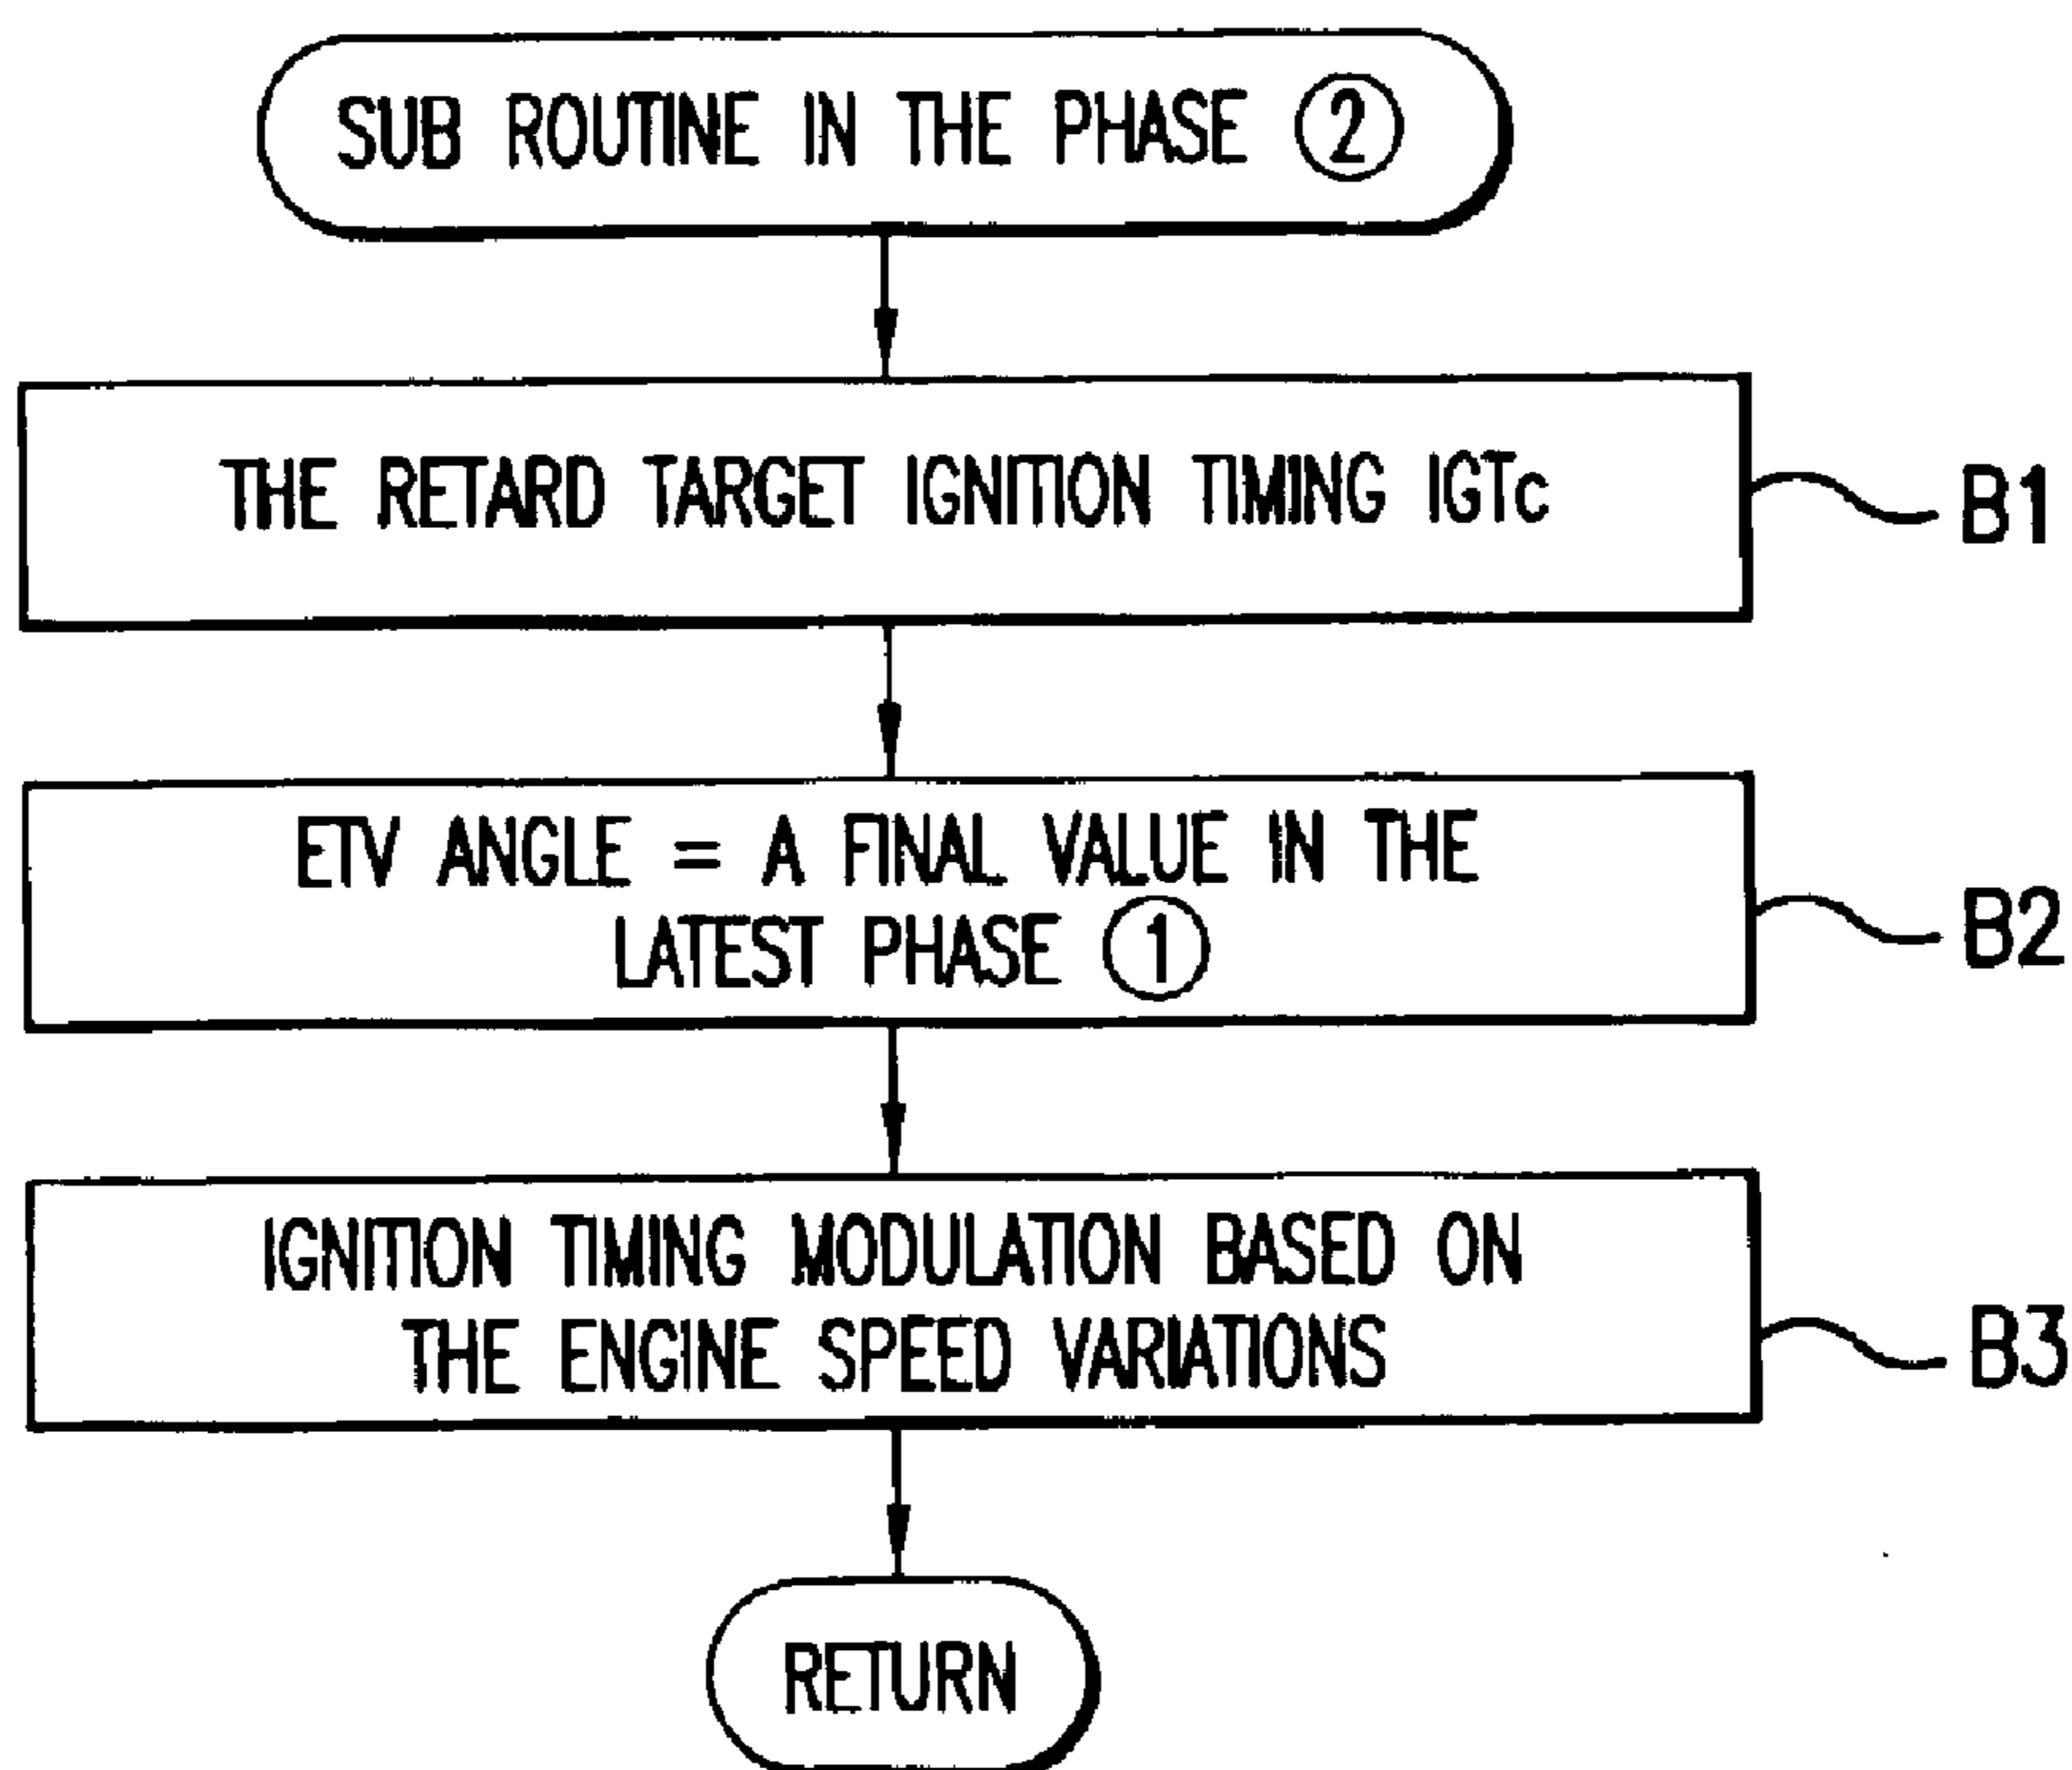 SUB ROUTINE IN THE PHASE ②
THE RETARD TARGET IGNITION TIMING IGTc
B1
ETV ANGLE = A FINAL VALUE IN THE
LATEST PHASE ①
B2
IGNITION TIMING MODULATION BASED ON
THE ENGINE SPEED VARIATIONS
B3
RETURN